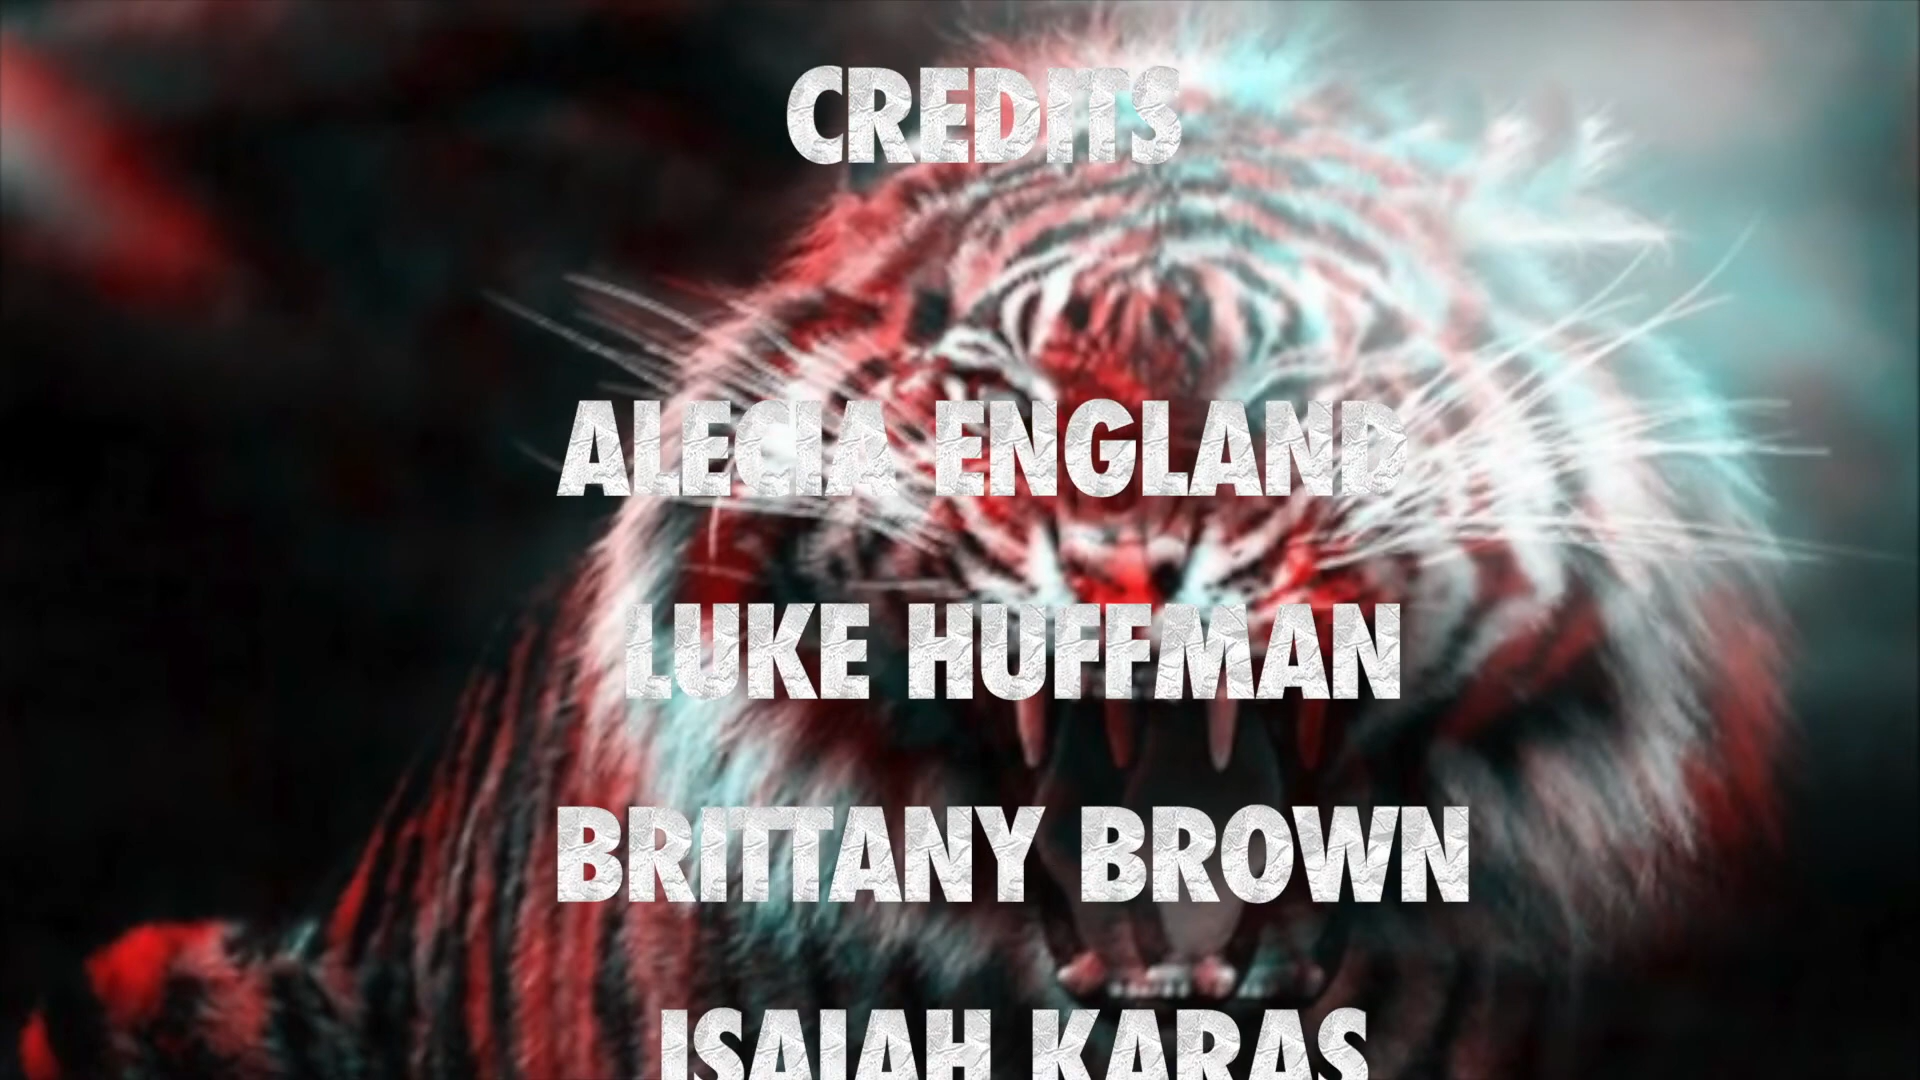 CREDITS
ALECIA ENGLAND
LUKE HUFFMAN
BRITTANY BROWN
ISAIAH KARAS